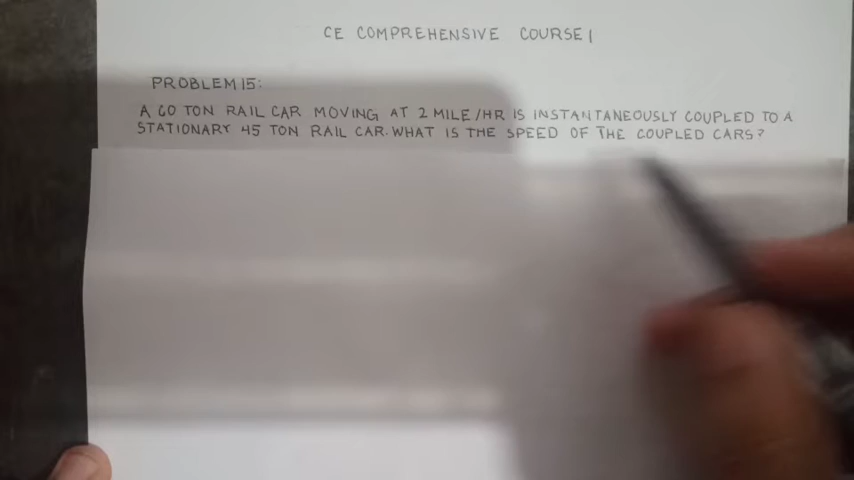 CE COMPREHENSIVE COURSE 1
PROBLEM 15:
A 60 TON RAIL CAR MOVING AT 2 MILE/HR IS INSTANTANEOUSLY COUPLED TO A
STATIONARY 45 TON RAIL CAR. WHAT IS THE SPEED OF THE COUPLED CARS?